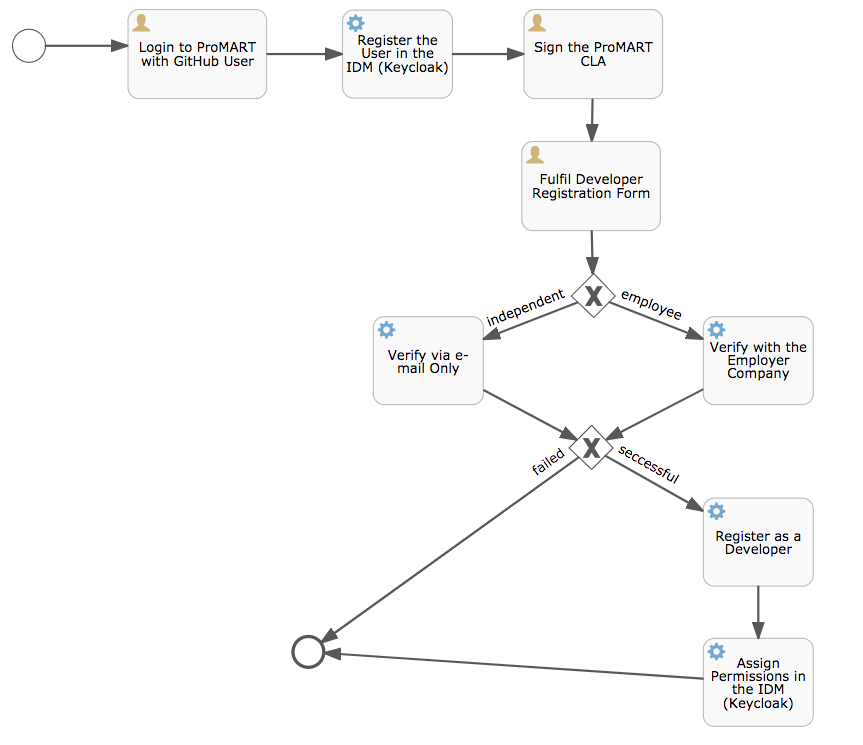 Login to ProMART
with GitHub User
Register the
User in the
IDM (Keycloak)
Sign the ProMART
CLA
Fulfil Developer
Registration Form
X
independent
employee
Verify via e-
mail Only
Verify with the
Employer
Company
X
failed
seccessful
Register as a
Developer
Assign
Permissions in
the IDM
(Keycloak)